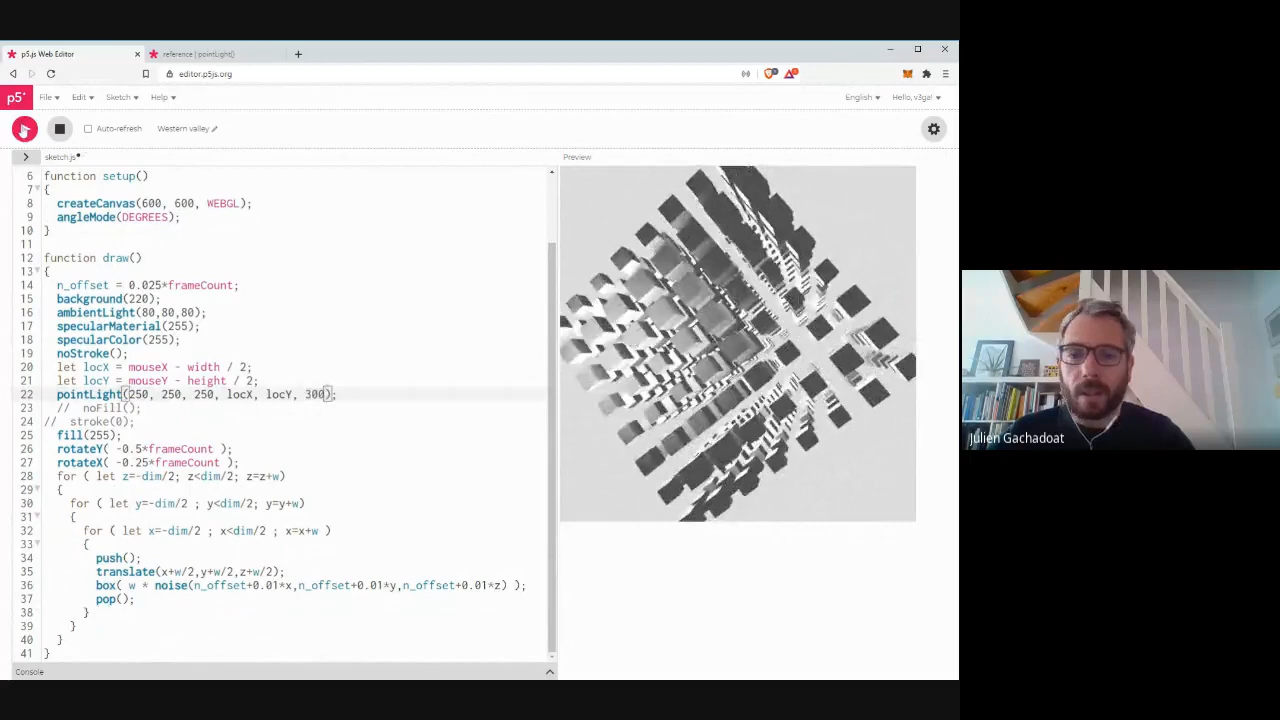 p5.js Web Editor
reference | pointLight()
editor.p5js.org
p5*
File
Edit
Sketch
Help
English
Hello, v3ga!
Auto-refresh
Western valley
sketch.js
Preview
6 function setup()
7 {
8 createCanvas(600, 600, WEBGL);
9 angleMode(DEGREES);
10 }
11
12 function draw()
13 {
14 n_offset = 0.025*frameCount;
15 background(220);
16 ambientLight(80,80,80);
17 specularMaterial(255);
18 specularColor(255);
19 noStroke();
20 let locX = mouseX - width / 2;
21 let locY = mouseY - height / 2;
22 pointLight(250, 250, 250, locX, locY, 300);
23 // noFill();
24 // stroke(0);
25 fill(255);
26 rotateY( -0.5*frameCount );
27 rotateX( -0.25*frameCount );
28 for ( let z=-dim/2; z<dim/2; z=z+w)
29 {
30 for ( let y=-dim/2 ; y<dim/2; y=y+w)
31 {
32 for ( let x=-dim/2 ; x<dim/2 ; x=x+w )
33 {
34 push();
35 translate(x+w/2,y+w/2,z+w/2);
36 box( w * noise(n_offset+0.01*x,n_offset+0.01*y,n_offset+0.01*z) );
37 pop();
38 }
39 }
40 }
41 }
Console
Julien Gachadoat